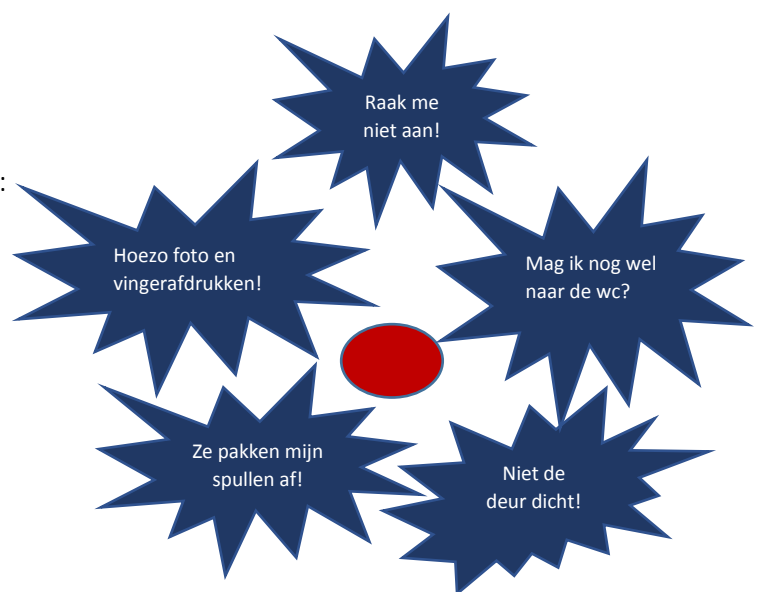 Raak me
niet aan!
:
Hoezo foto en
vingerafdrukken!
Mag ik nog wel
naar de wc?
Ze pakken mijn
spullen af!
Niet de
deur dicht!